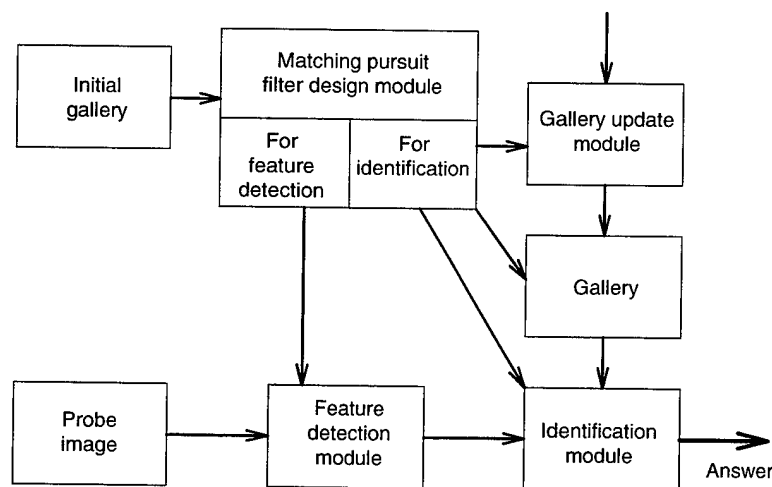 Initial
gallery
Matching pursuit
filter design module
For
feature
detection
For
identification
Gallery update
module
Gallery
Probe
image
Feature
detection
module
Identification
module
Answer